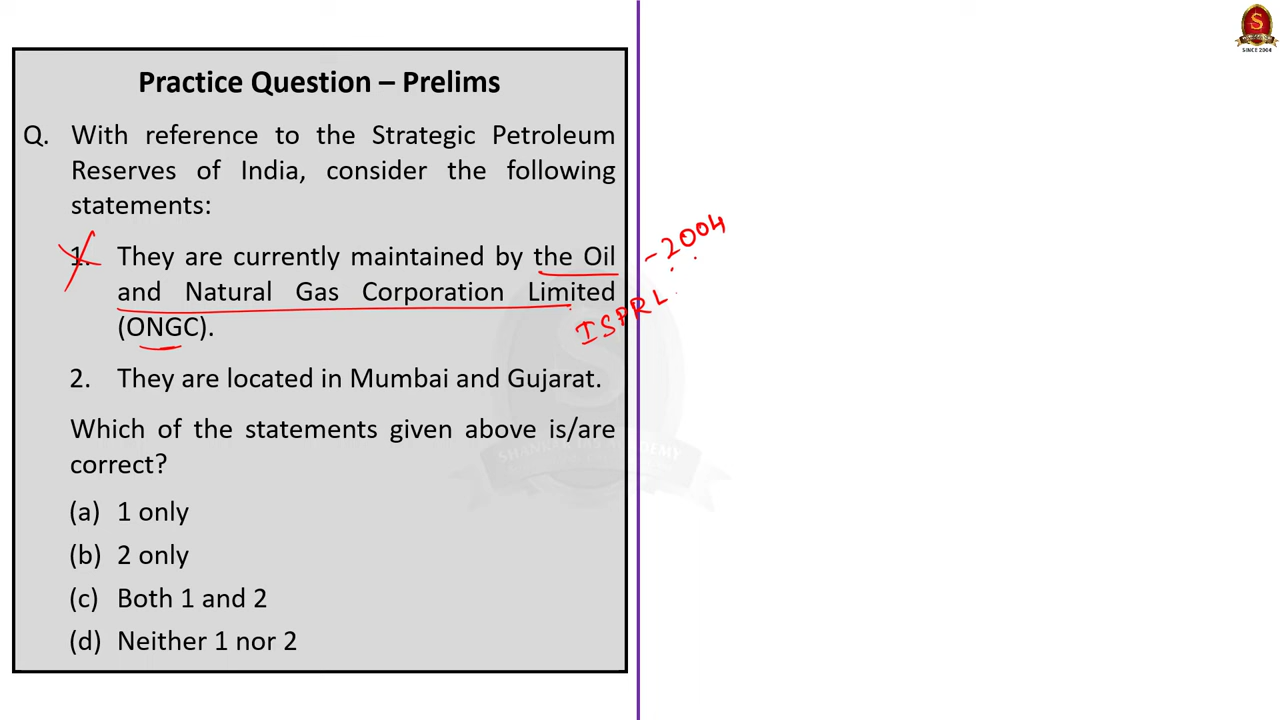 Practice Question – Prelims
Q. With reference to the Strategic Petroleum
Reserves of India, consider the following
statements:
1. They are currently maintained by the Oil
and Natural Gas Corporation Limited
(ONGC).
-2004
ISPRL
2. They are located in Mumbai and Gujarat.
Which of the statements given above is/are
correct?
(a) 1 only
(b) 2 only
(c) Both 1 and 2
(d) Neither 1 nor 2
S
SINCE 2004